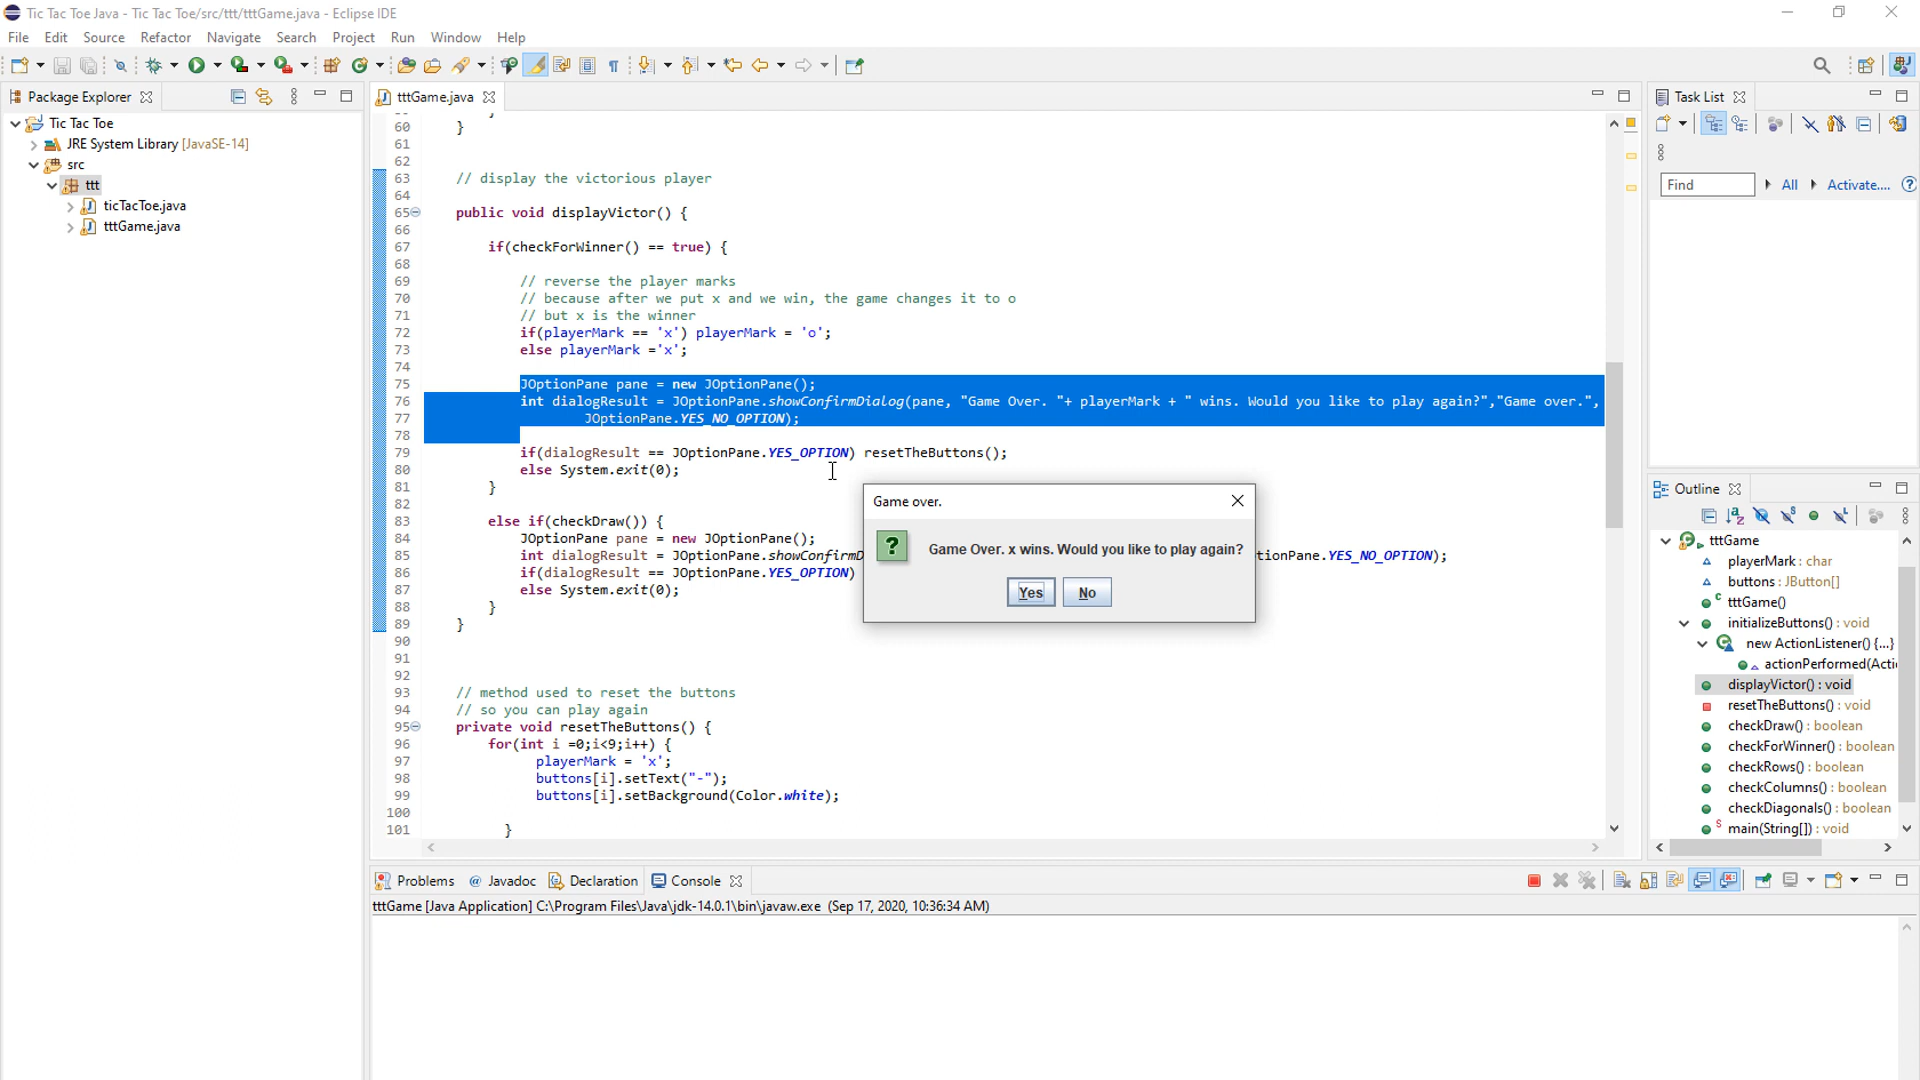 Tic Tac Toe Java - Tic Tac Toe/src/ttt/tttGame.java - Eclipse IDE
File Edit Source Refactor Navigate Search Project Run Window Help
Package Explorer
Tic Tac Toe
JRE System Library [JavaSE-14]
src
ttt
ticTacToe.java
tttGame.java
tttGame.java
60 }
61
62
63 // display the victorious player
64
65 public void displayVictor() {
66
67 if(checkForWinner() == true) {
68
69 // reverse the player marks
70 // because after we put x and we win, the game changes it to o
71 // but x is the winner
72 if(playerMark == 'x') playerMark = 'o';
73 else playerMark ='x';
74
75 JOptionPane pane = new JOptionPane();
76 int dialogResult = JOptionPane.showConfirmDialog(pane, "Game Over. "+ playerMark + " wins. Would you like to play again?","Game over.",
77 JOptionPane.YES_NO_OPTION);
78
79 if(dialogResult == JOptionPane.YES_OPTION) resetTheButtons();
80 else System.exit(0);
81 }
82
83 else if(checkDraw()) {
84 JOptionPane pane = new JOptionPane();
85 int dialogResult = JOptionPane.showConfirmD tionPane.YES_NO_OPTION);
86 if(dialogResult == JOptionPane.YES_OPTION)
87 else System.exit(0);
88 }
89 }
90
91
92
93 // method used to reset the buttons
94 // so you can play again
95 private void resetTheButtons() {
96 for(int i =0;i<9;i++) {
97 playerMark = 'x';
98 buttons[i].setText("-");
99 buttons[i].setBackground(Color.white);
100
101 }
Game over.
Game Over. x wins. Would you like to play again?
Yes No
Task List
Find All Activate....
Outline
tttGame
playerMark : char
buttons : JButton[]
tttGame()
initializeButtons() : void
new ActionListener() {...}
actionPerformed(Acti
displayVictor() : void
resetTheButtons() : void
checkDraw() : boolean
checkForWinner() : boolean
checkRows() : boolean
checkColumns() : boolean
checkDiagonals() : boolean
main(String[]) : void
Problems @ Javadoc Declaration Console
tttGame [Java Application] C:\Program Files\Java\jdk-14.0.1\bin\javaw.exe (Sep 17, 2020, 10:36:34 AM)